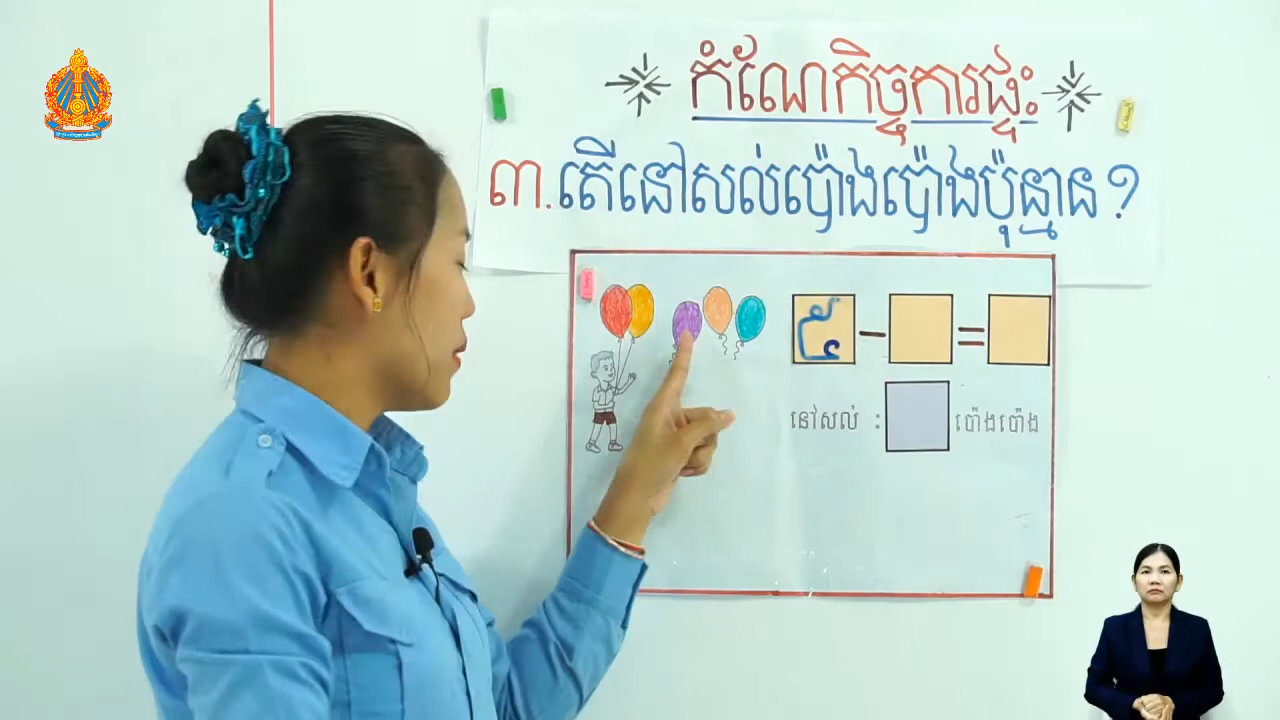 កំណែកិច្ចការផ្ទះ
៣.តើនៅសល់ប៉ោងប៉ោងប៉ុន្មាន?
៥ - =
នៅសល់ : ប៉ោងប៉ោង